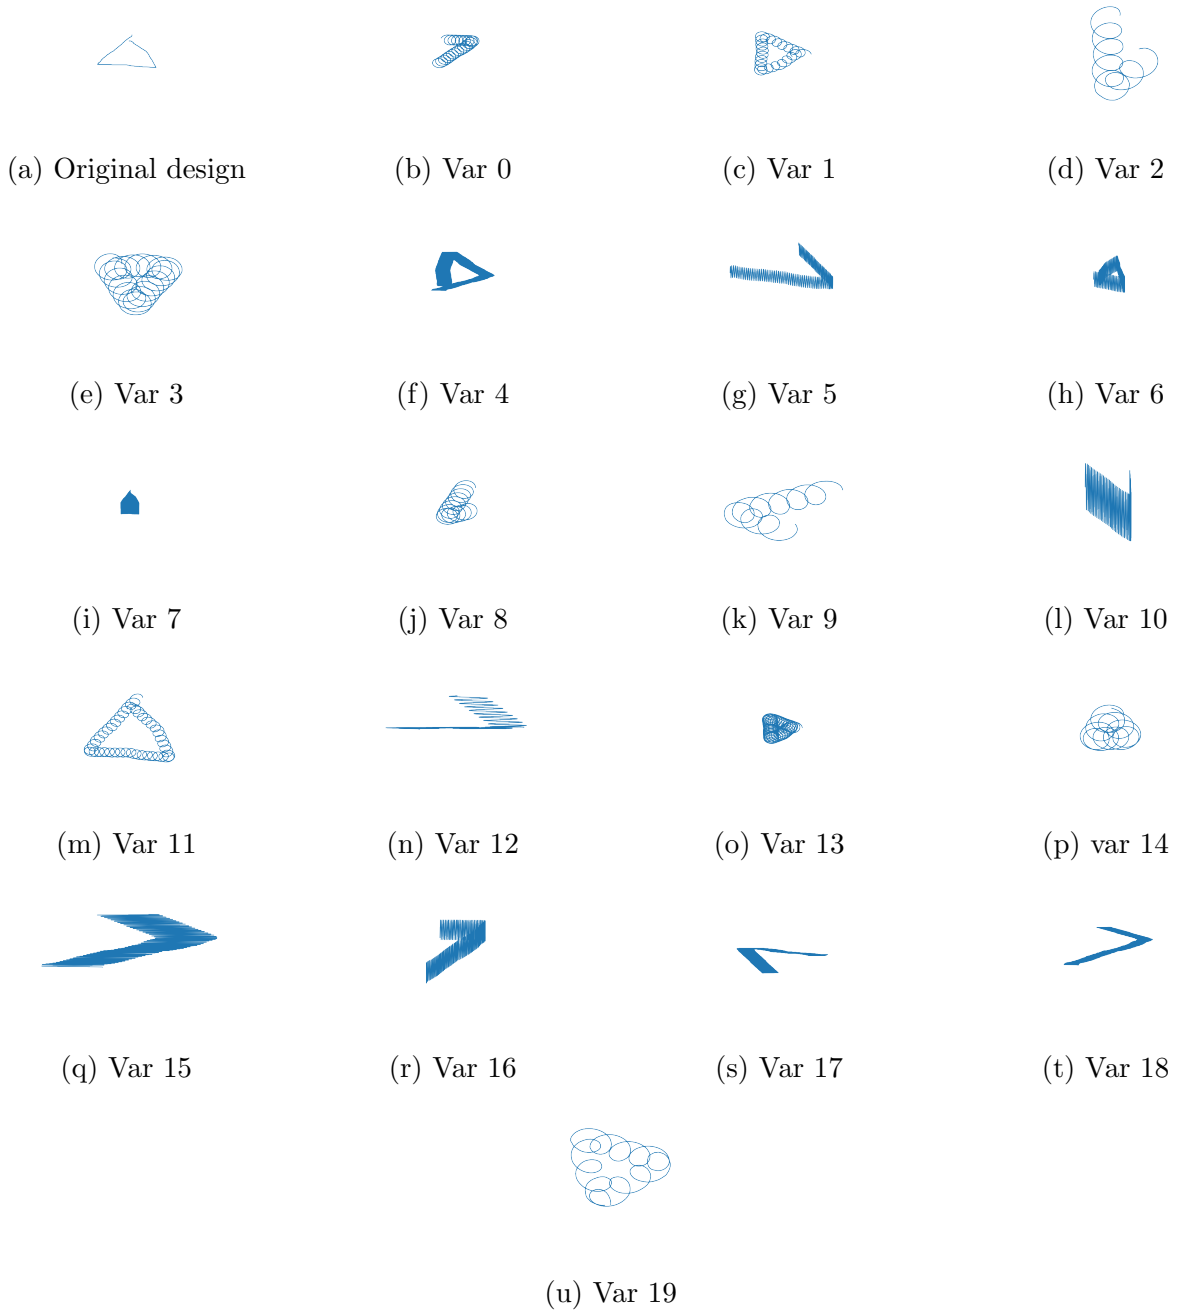 (a) Original design
(b) Var 0
(c) Var 1
(d) Var 2
(e) Var 3
(f) Var 4
(g) Var 5
(h) Var 6
(i) Var 7
(j) Var 8
(k) Var 9
(l) Var 10
(m) Var 11
(n) Var 12
(o) Var 13
(p) var 14
(q) Var 15
(r) Var 16
(s) Var 17
(t) Var 18
(u) Var 19